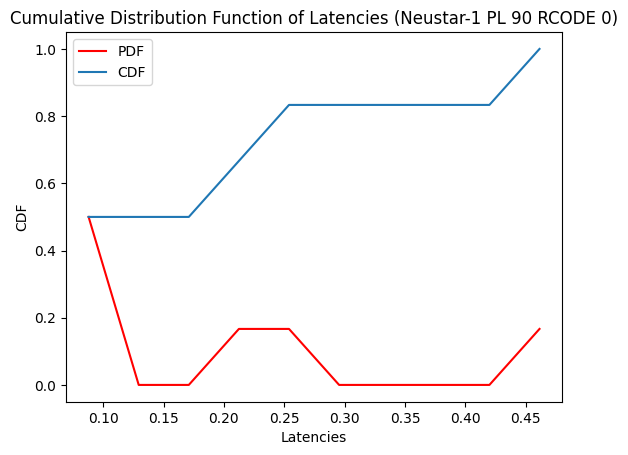 Cumulative Distribution Function of Latencies (Neustar-1 PL 90 RCODE 0)
PDF
CDF
1.0
0.8
0.6
0.4
0.2
0.0
CDF
0.10 0.15 0.20 0.25 0.30 0.35 0.40 0.45
Latencies